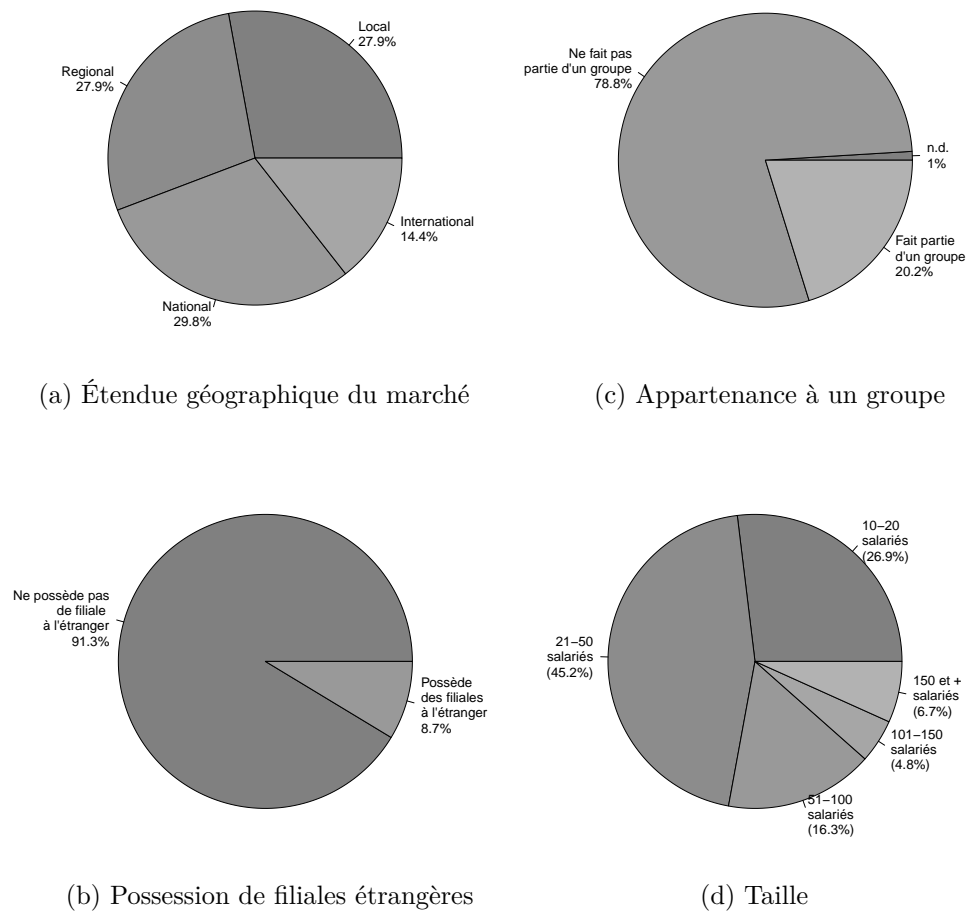 Local
27.9%
Regional
27.9%
National
29.8%
International
14.4%
(a) Étendue géographique du marché
Ne fait pas
partie d'un groupe
78.8%
n.d.
1%
Fait partie
d'un groupe
20.2%
(c) Appartenance à un groupe
Ne possède pas
de filiale
à l'étranger
91.3%
Possède
des filiales
à l'étranger
8.7%
(b) Possession de filiales étrangères
10−20
salariés
(26.9%)
21−50
salariés
(45.2%)
51−100
salariés
(16.3%)
101−150
salariés
(4.8%)
150 et +
salariés
(6.7%)
(d) Taille